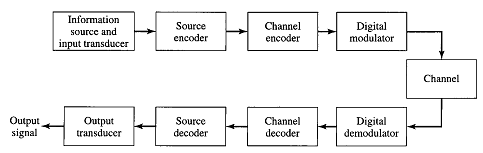 Information
source and
input transducer
Source
encoder
Channel
encoder
Digital
modulator
Channel
Output
signal
Output
transducer
Source
decoder
Channel
decoder
Digital
demodulator